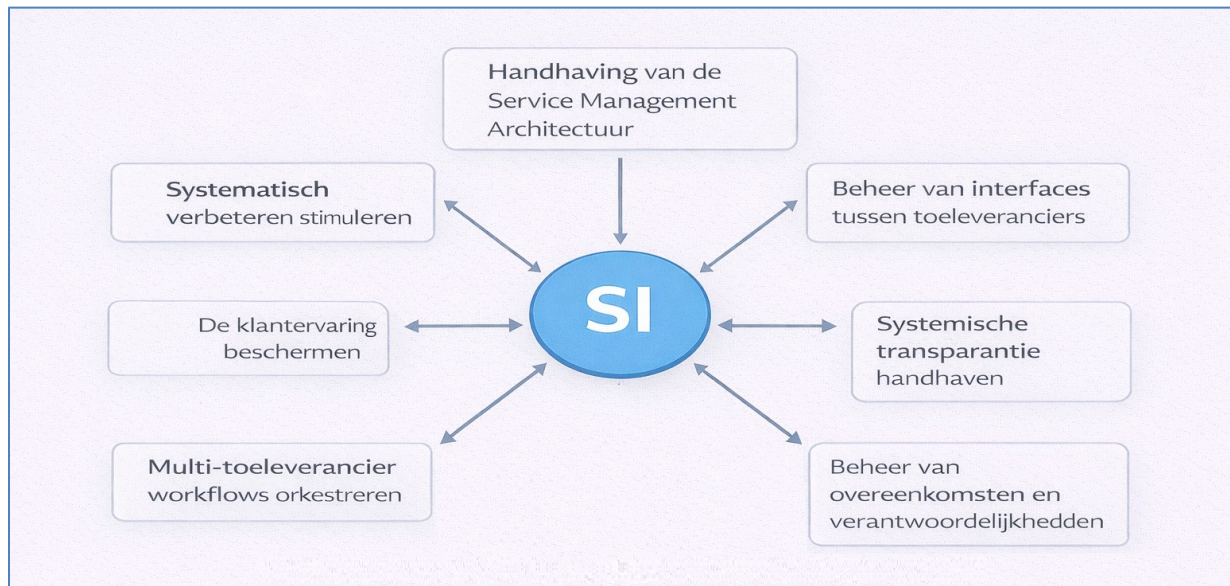 Handhaving van de
Service Management
Architectuur
Systematisch
verbeteren stimuleren
Beheer van interfaces
tussen toeleveranciers
SI
De klantervaring
beschermen
Systemische
transparantie
handhaven
Multi-toeleverancier
workflows orkestreren
Beheer van
overeenkomsten en
verantwoordelijkhedden